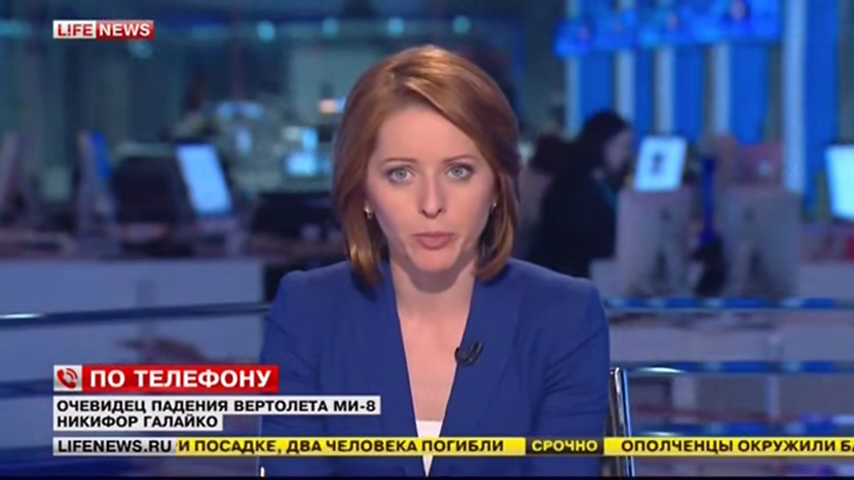 LIFE NEWS
ПО ТЕЛЕФОНУ
ОЧЕВИДЕЦ ПАДЕНИЯ ВЕРТОЛЕТА МИ-8
НИКИФОР ГАЛАЙКО
LIFENEWS.RU И ПОСАДКЕ, ДВА ЧЕЛОВЕКА ПОГИБЛИ СРОЧНО ОПОЛЧЕНЦЫ ОКРУЖИЛИ